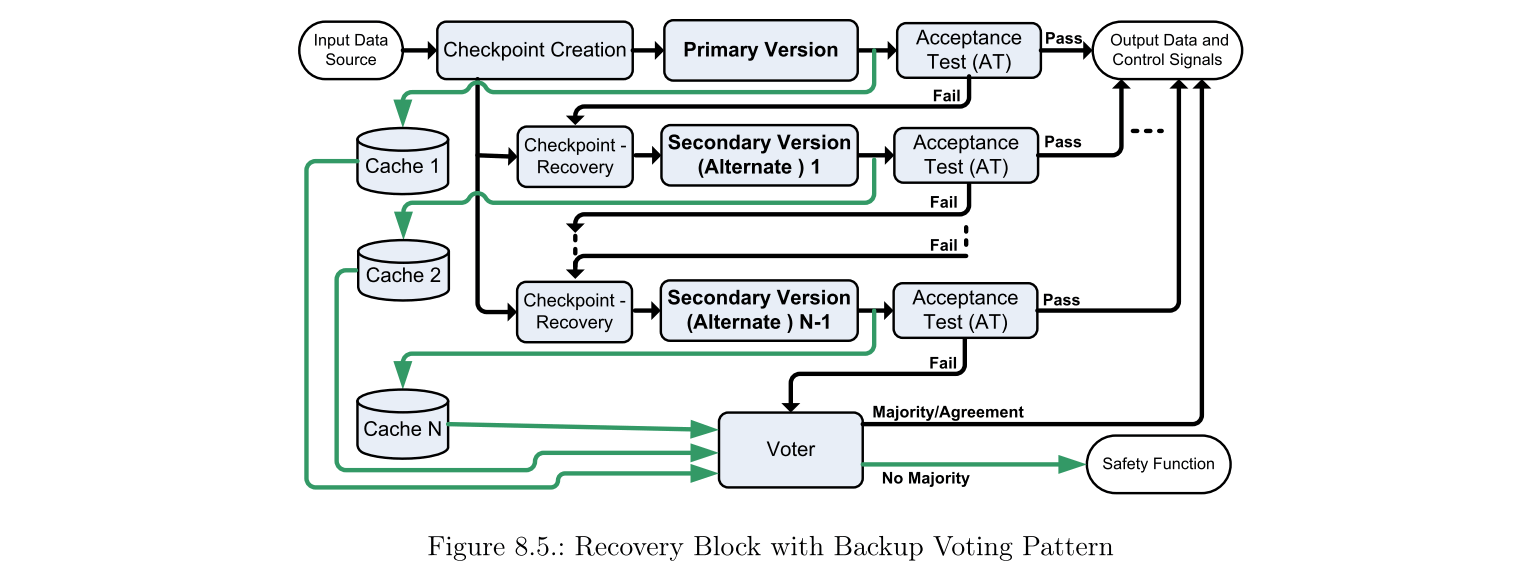 Input Data
Source
Checkpoint Creation
Primary Version
Acceptance
Test (AT)
Pass
Output Data and
Control Signals
Fail
Cache 1
Checkpoint -
Recovery
Secondary Version
(Alternate ) 1
Acceptance
Test (AT)
Pass
Fail
Fail
Cache 2
Checkpoint -
Recovery
Secondary Version
(Alternate ) N-1
Acceptance
Test (AT)
Pass
Fail
Cache N
Voter
Majority/Agreement
No Majority
Safety Function
Figure 8.5.: Recovery Block with Backup Voting Pattern